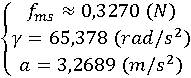 f_ms ≈ 0,3270 (N)
γ = 65,378 (rad/s²)
a = 3,2689 (m/s²)